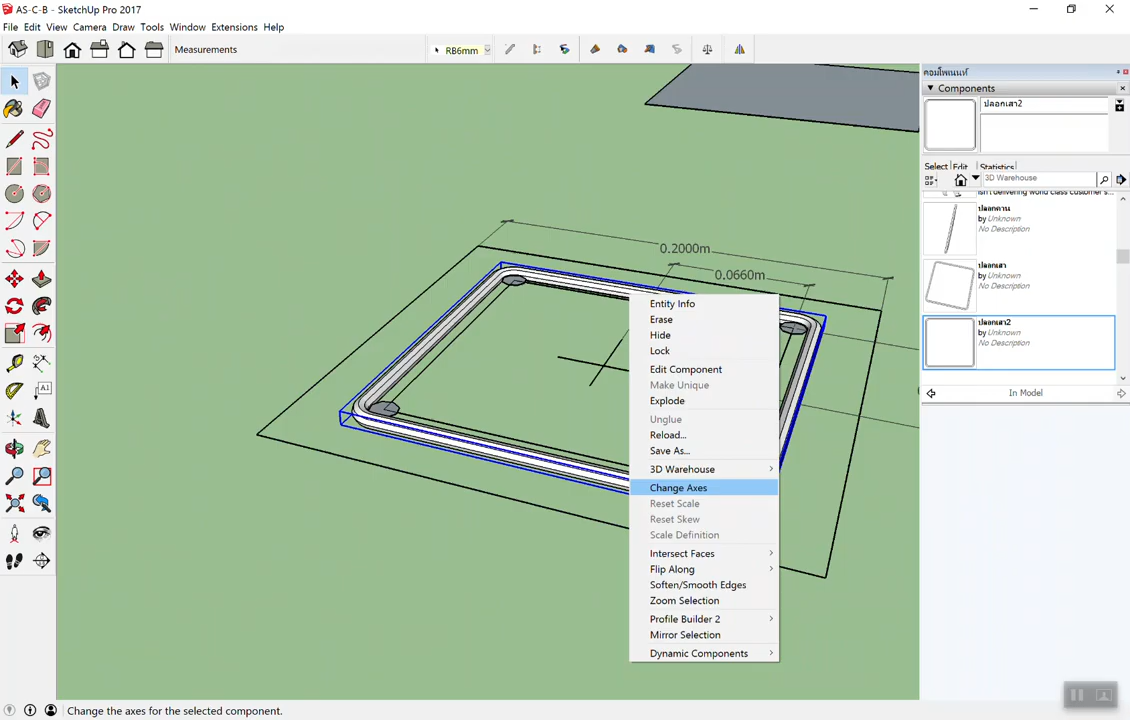 AS-C-B - SketchUp Pro 2017
File Edit View Camera Draw Tools Window Extensions Help
Measurements
RB6mm
คอมโพเนนท์
Components
ปลอกเสา2
Select Edit Statistics
3D Warehouse
ปลอกคาน
by Unknown
No Description
ปลอกเสา
by Unknown
No Description
ปลอกเสา2
by Unknown
No Description
In Model
0.2000m
0.0660m
Entity Info
Erase
Hide
Lock
Edit Component
Make Unique
Explode
Unglue
Reload...
Save As...
3D Warehouse
Change Axes
Reset Scale
Reset Skew
Scale Definition
Intersect Faces
Flip Along
Soften/Smooth Edges
Zoom Selection
Profile Builder 2
Mirror Selection
Dynamic Components
A1
Change the axes for the selected component.